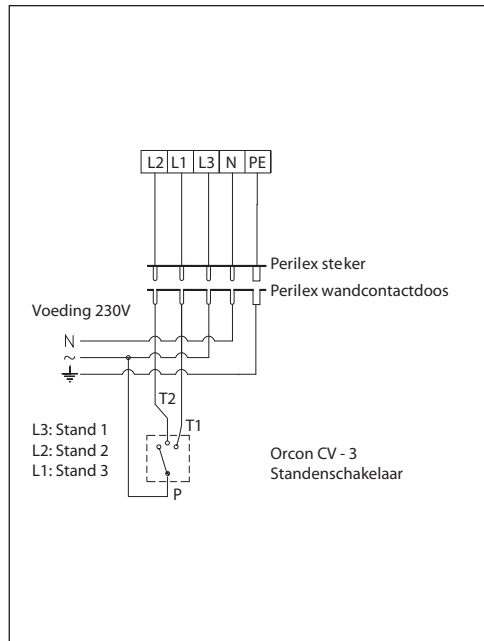 L2 L1 L3 N PE
Perilex steker
Perilex wandcontactdoos
Voeding 230V
N
~
T2
T1
L3: Stand 1
L2: Stand 2
L1: Stand 3
P
Orcon CV - 3
Standenschakelaar